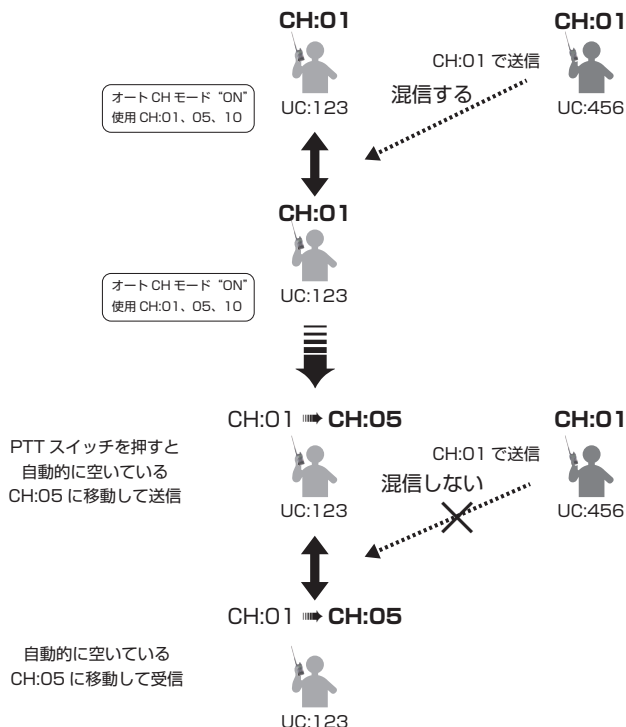 CH:01
CH:01
CH:01 で送信
混信する
オート CH モード “ON”
使用 CH:01、05、10
UC:123
UC:456
CH:01
オート CH モード “ON”
使用 CH:01、05、10
UC:123
CH:01 ➠ CH:05
CH:01
PTT スイッチを押すと
自動的に空いている
CH:05 に移動して送信
CH:01 で送信
混信しない
UC:123
UC:456
CH:01 ➠ CH:05
自動的に空いている
CH:05 に移動して受信
UC:123